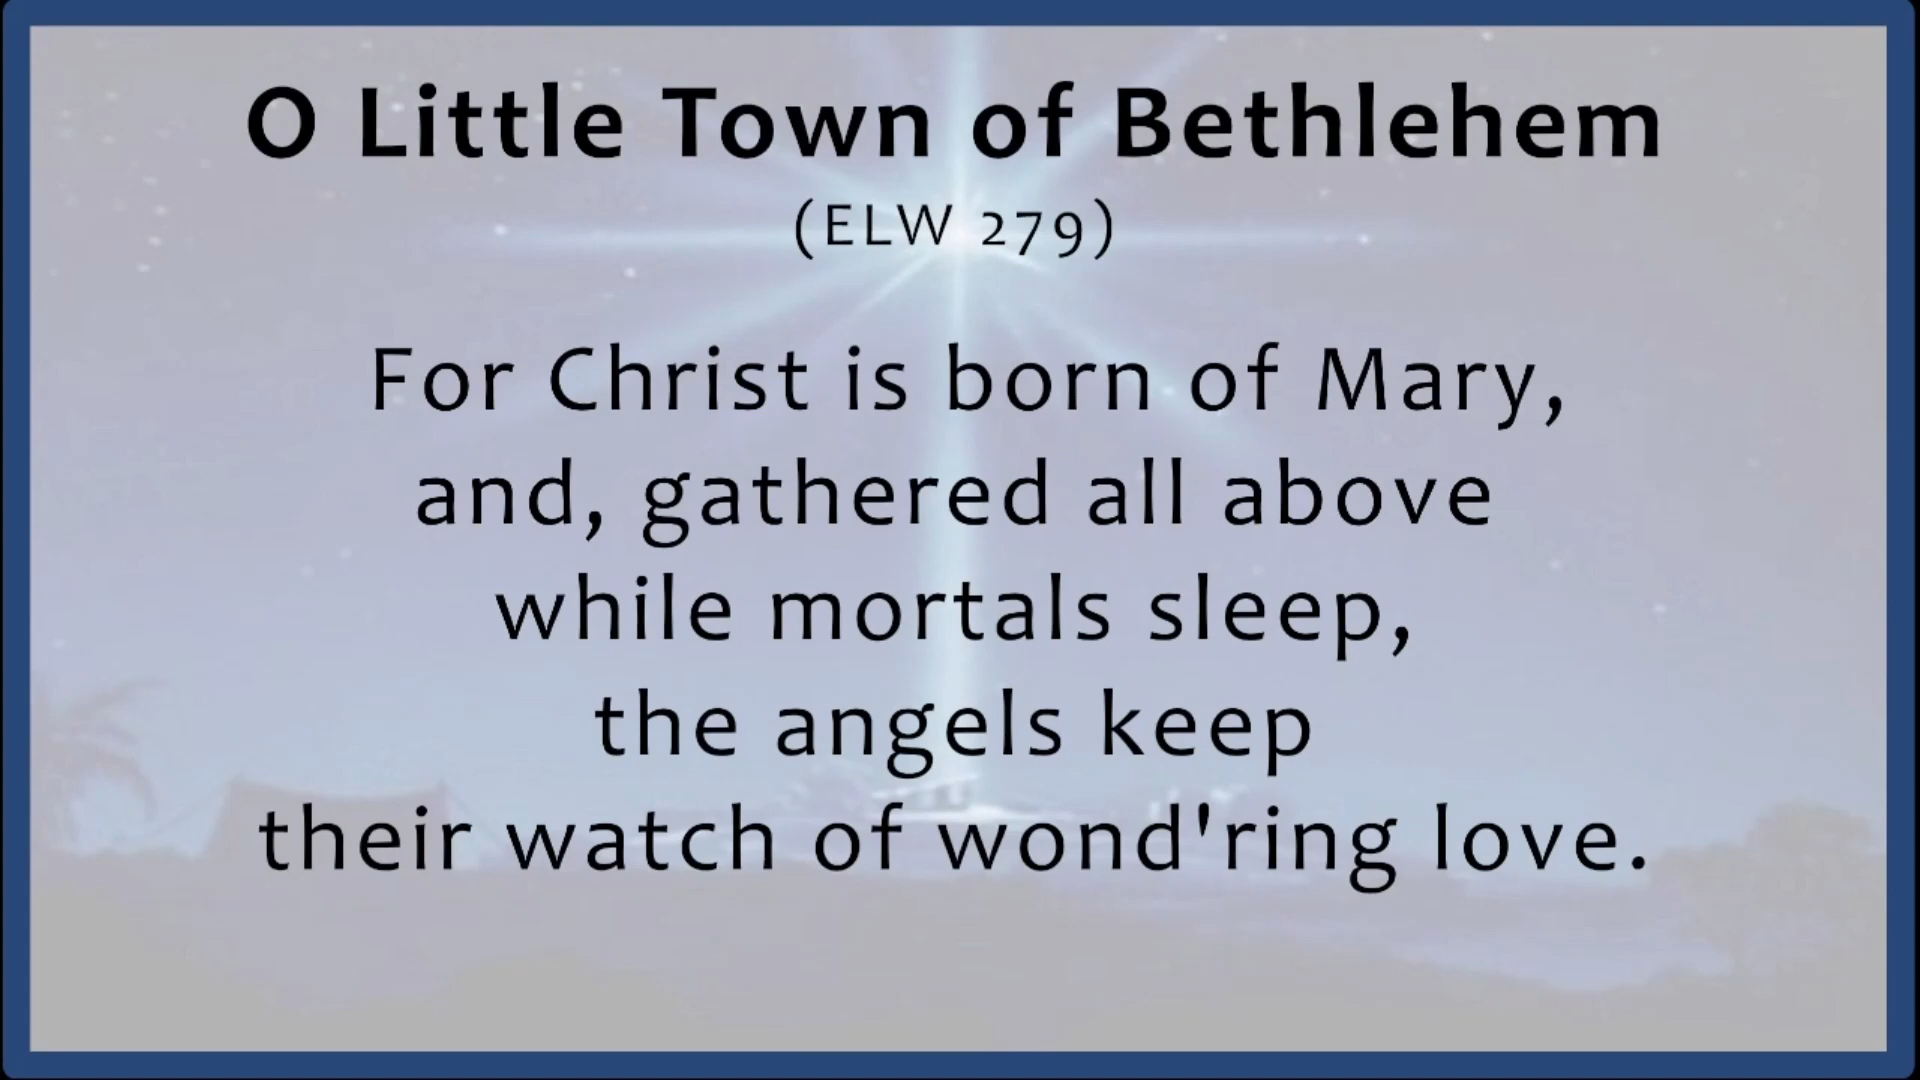 O Little Town of Bethlehem
(ELW 279)
For Christ is born of Mary,
and, gathered all above
while mortals sleep,
the angels keep
their watch of wond'ring love.